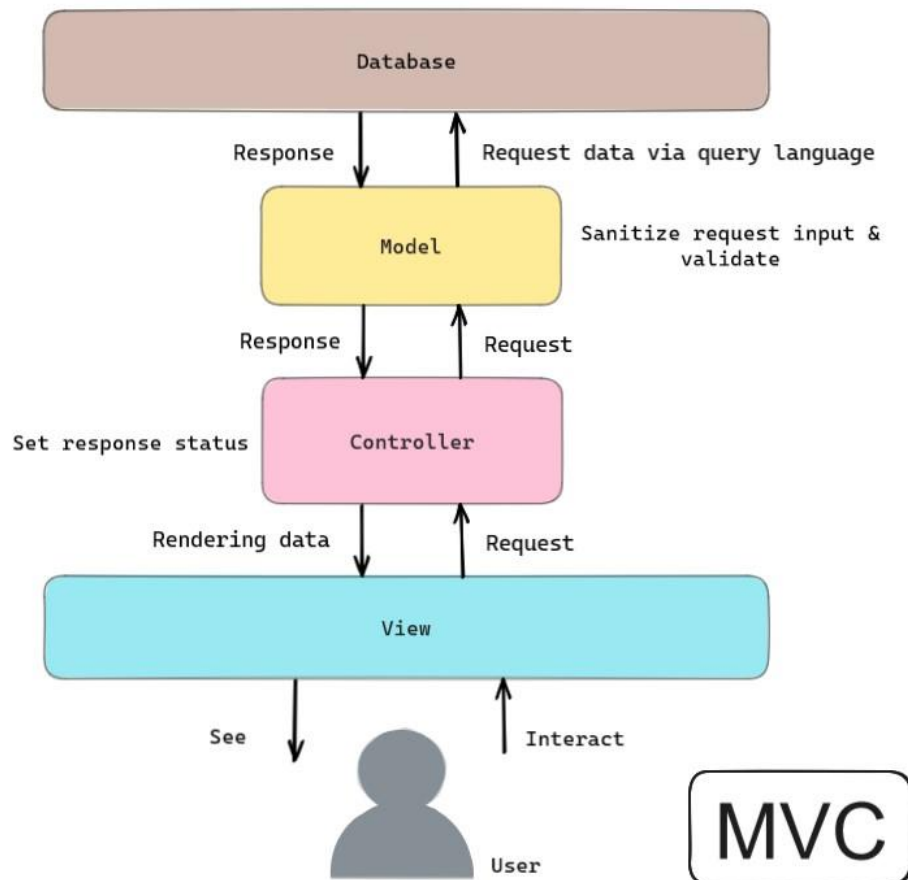 Database
Response
Request data via query language
Model
Sanitize request input &
validate
Response
Request
Controller
Set response status
Rendering data
Request
View
See
Interact
User
MVC